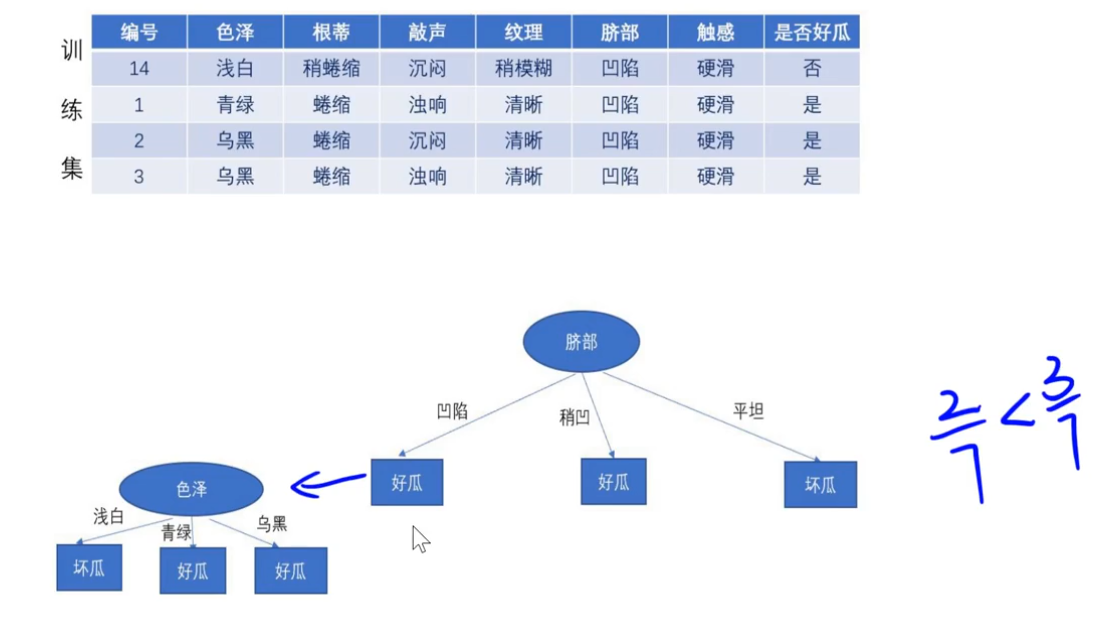 编号 色泽 根蒂 敲声 纹理 脐部 触感 是否好瓜
训
14 浅白 稍蜷缩 沉闷 稍模糊 凹陷 硬滑 否
练
1 青绿 蜷缩 浊响 清晰 凹陷 硬滑 是
2 乌黑 蜷缩 沉闷 清晰 凹陷 硬滑 是
集
3 乌黑 蜷缩 浊响 清晰 凹陷 硬滑 是
脐部
凹陷 稍凹 平坦
2/7 < 3/7
好瓜 好瓜 坏瓜
色泽
浅白 青绿 乌黑
坏瓜 好瓜 好瓜